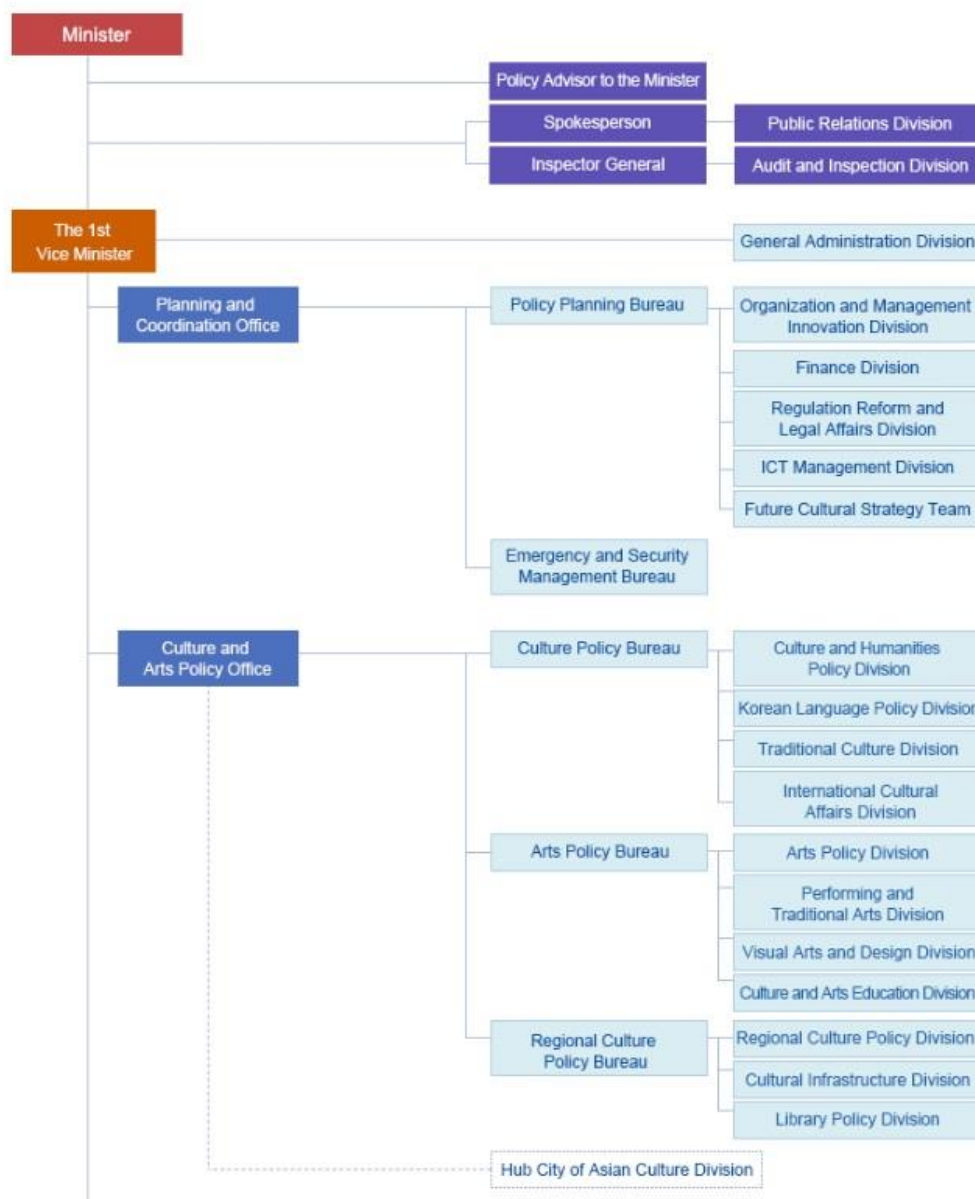 Minister
Policy Advisor to the Minister
Spokesperson
Public Relations Division
Inspector General
Audit and Inspection Division
The 1st
Vice Minister
General Administration Division
Planning and
Coordination Office
Policy Planning Bureau
Organization and Management
Innovation Division
Finance Division
Regulation Reform and
Legal Affairs Division
ICT Management Division
Future Cultural Strategy Team
Emergency and Security
Management Bureau
Culture and
Arts Policy Office
Culture Policy Bureau
Culture and Humanities
Policy Division
Korean Language Policy Division
Traditional Culture Division
International Cultural
Affairs Division
Arts Policy Bureau
Arts Policy Division
Performing and
Traditional Arts Division
Visual Arts and Design Division
Culture and Arts Education Division
Regional Culture
Policy Bureau
Regional Culture Policy Division
Cultural Infrastructure Division
Library Policy Division
Hub City of Asian Culture Division